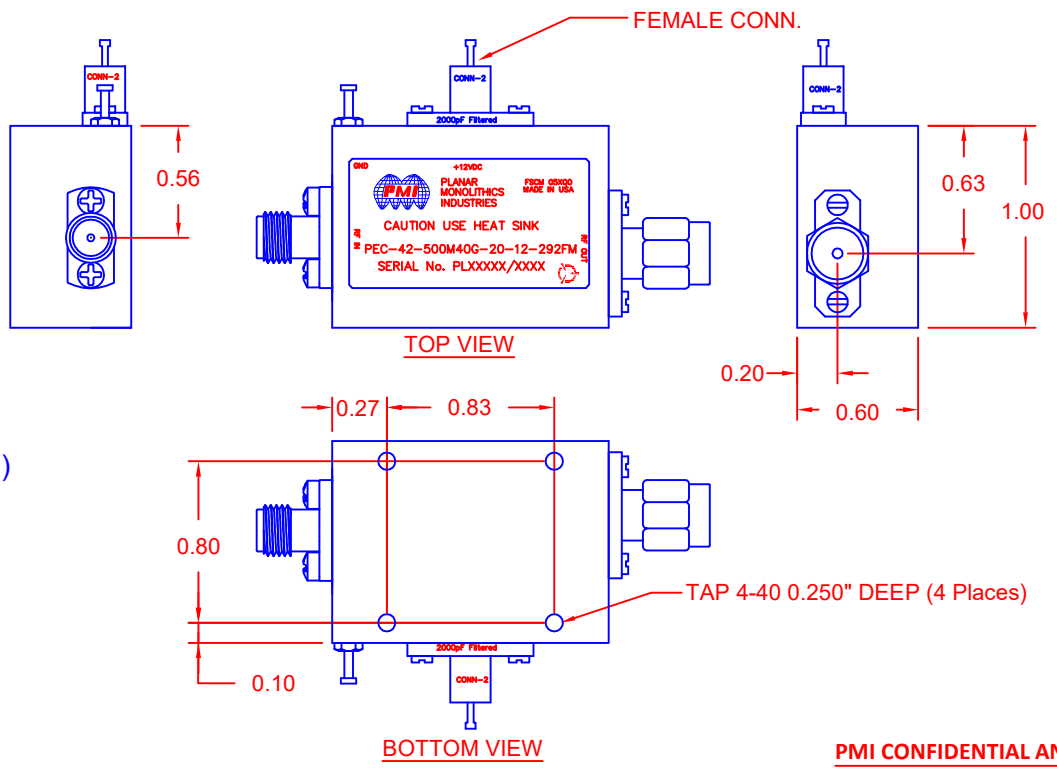 FEMALE CONN.
CONN-2
CONN-2
CONN-2
2000pF Filtered
0.56
0.63
1.00
GND
+12VDC
PMI
PLANAR
MONOLITHICS
INDUSTRIES
FSCM 05XQ0
MADE IN USA
CAUTION USE HEAT SINK
RF IN
PEC-42-500M40G-20-12-292FM
RF OUT
SERIAL No. PLXXXXX/XXXX
TOP VIEW
0.20
0.60
0.27
0.83
)
0.80
TAP 4-40 0.250" DEEP (4 Places)
2000pF Filtered
0.10
CONN-2
BOTTOM VIEW
PMI CONFIDENTIAL AN